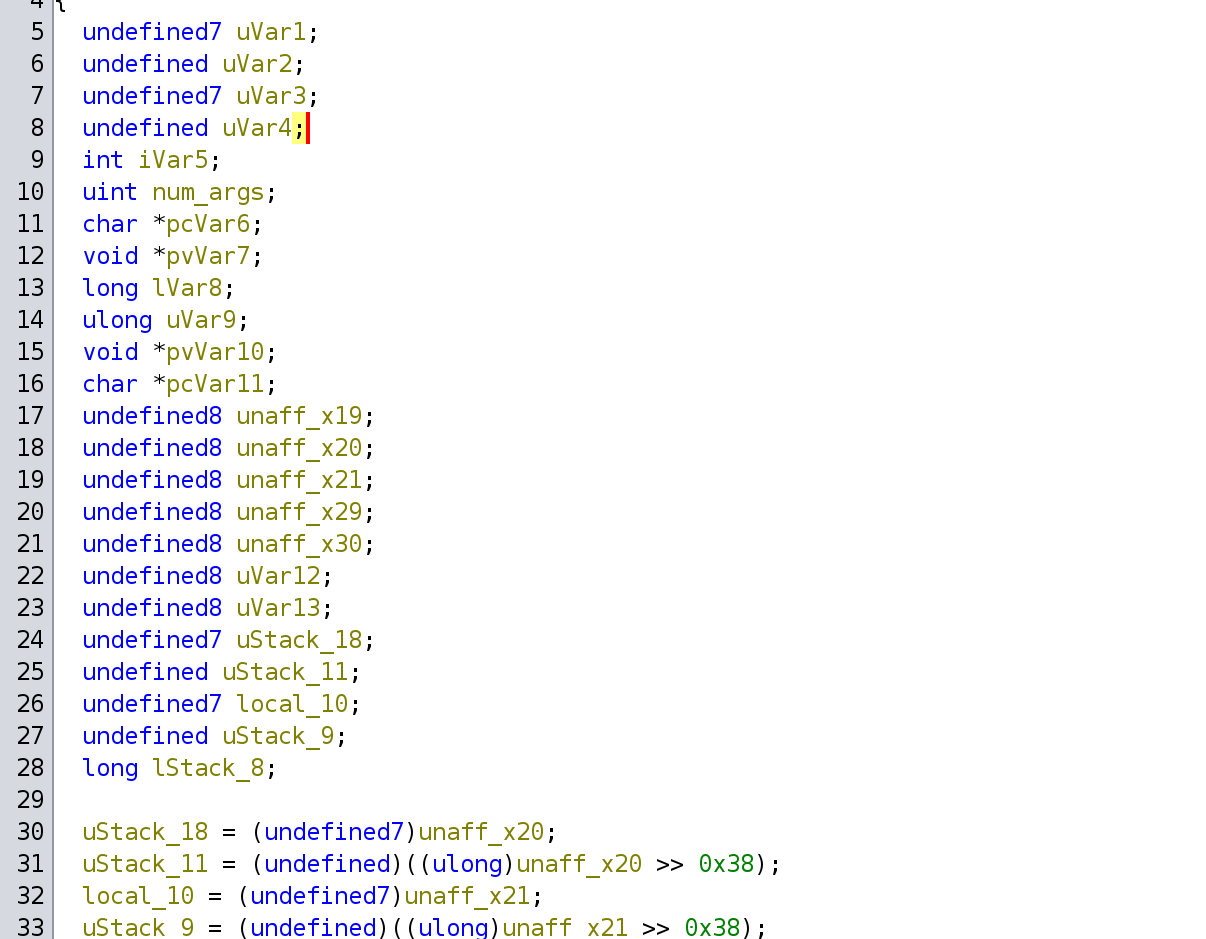 4 {
5 undefined7 uVar1;
6 undefined uVar2;
7 undefined7 uVar3;
8 undefined uVar4;
9 int iVar5;
10 uint num_args;
11 char *pcVar6;
12 void *pvVar7;
13 long lVar8;
14 ulong uVar9;
15 void *pvVar10;
16 char *pcVar11;
17 undefined8 unaff_x19;
18 undefined8 unaff_x20;
19 undefined8 unaff_x21;
20 undefined8 unaff_x29;
21 undefined8 unaff_x30;
22 undefined8 uVar12;
23 undefined8 uVar13;
24 undefined7 uStack_18;
25 undefined uStack_11;
26 undefined7 local_10;
27 undefined uStack_9;
28 long lStack_8;
29
30 uStack_18 = (undefined7)unaff_x20;
31 uStack_11 = (undefined)((ulong)unaff_x20 >> 0x38);
32 local_10 = (undefined7)unaff_x21;
33 uStack_9 = (undefined)((ulong)unaff_x21 >> 0x38);